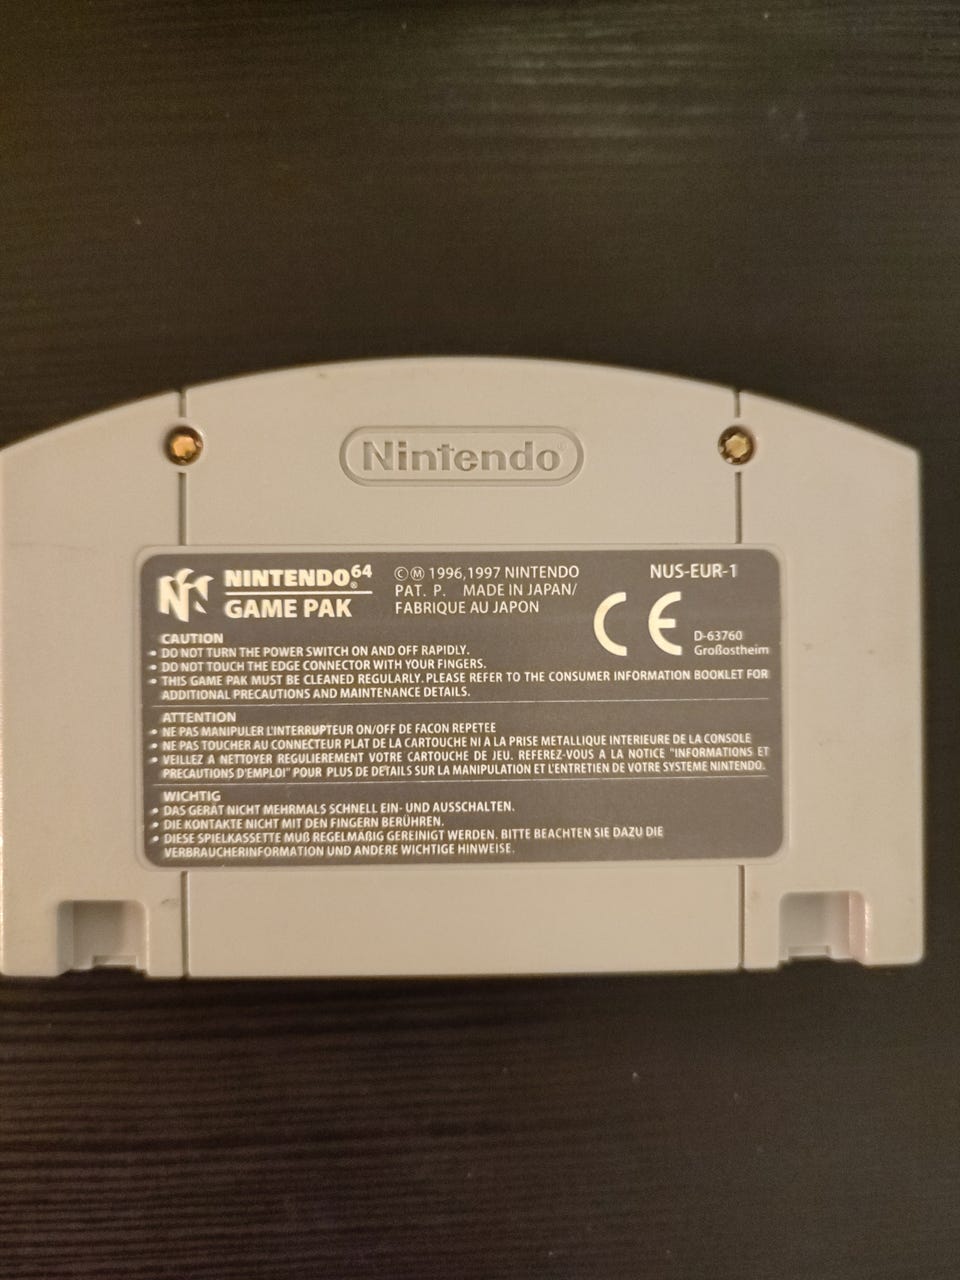 Nintendo®
NINTENDO64®
GAME PAK
©Ⓜ 1996,1997 NINTENDO
PAT. P. MADE IN JAPAN/
FABRIQUE AU JAPON
NUS-EUR-1
CE
D-63760
Großostheim
CAUTION
• DO NOT TURN THE POWER SWITCH ON AND OFF RAPIDLY.
• DO NOT TOUCH THE EDGE CONNECTOR WITH YOUR FINGERS.
• THIS GAME PAK MUST BE CLEANED REGULARLY. PLEASE REFER TO THE CONSUMER INFORMATION BOOKLET FOR
ADDITIONAL PRECAUTIONS AND MAINTENANCE DETAILS.
ATTENTION
• NE PAS MANIPULER L'INTERRUPTEUR ON/OFF DE FACON REPETEE
• NE PAS TOUCHER AU CONNECTEUR PLAT DE LA CARTOUCHE NI A LA PRISE METALLIQUE INTERIEURE DE LA CONSOLE
• VEILLEZ A NETTOYER REGULIEREMENT VOTRE CARTOUCHE DE JEU. REFEREZ-VOUS A LA NOTICE "INFORMATIONS ET
PRECAUTIONS D'EMPLOI" POUR PLUS DE DETAILS SUR LA MANIPULATION ET L'ENTRETIEN DE VOTRE SYSTEME NINTENDO.
WICHTIG
• DAS GERÄT NICHT MEHRMALS SCHNELL EIN- UND AUSSCHALTEN.
• DIE KONTAKTE NICHT MIT DEN FINGERN BERÜHREN.
• DIESE SPIELKASSETTE MUß REGELMÄßIG GEREINIGT WERDEN. BITTE BEACHTEN SIE DAZU DIE
VERBRAUCHERINFORMATION UND ANDERE WICHTIGE HINWEISE.